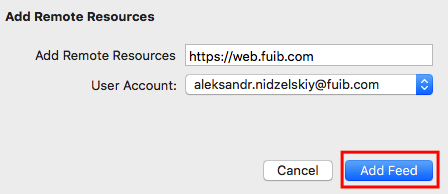 Add Remote Resources
Add Remote Resources https://web.fuib.com
User Account: aleksandr.nidzelskiy@fuib.com
Cancel Add Feed